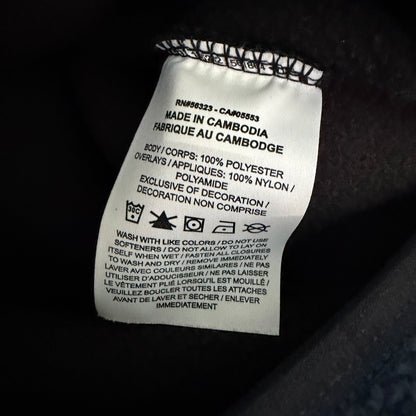 RN#56323 - CA#05553
MADE IN CAMBODIA
FABRIQUE AU CAMBODGE
BODY / CORPS: 100% POLYESTER
OVERLAYS / APPLIQUES: 100% NYLON /
POLYAMIDE
EXCLUSIVE OF DECORATION /
DECORATION NON COMPRISE
30C
WASH WITH LIKE COLORS / DO NOT USE
SOFTENERS / DO NOT ALLOW TO LAY ON
ITSELF WHEN WET / FASTEN ALL CLOSURES
TO WASH AND DRY / REMOVE IMMEDIATELY
LAVER AVEC COULEURS SIMILAIRES / NE PAS
UTILISER D'ADOUCISSEUR / NE PAS LAISSER
LE VÊTEMENT PLIÉ LORSQU'IL EST MOUILLÉ /
VEUILLEZ BOUCLER TOUTES LES ATTACHES
AVANT DE LAVER ET SECHER / ENLEVER
IMMEDIATEMENT